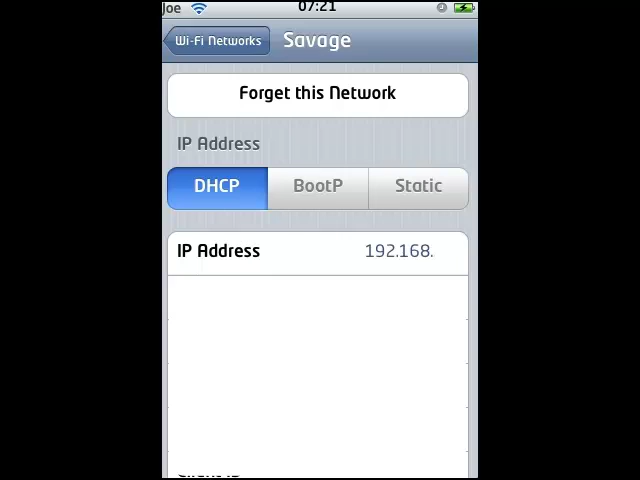 Joe 07:21
Wi-Fi Networks Savage
Forget this Network
IP Address
DHCP BootP Static
IP Address 192.168.